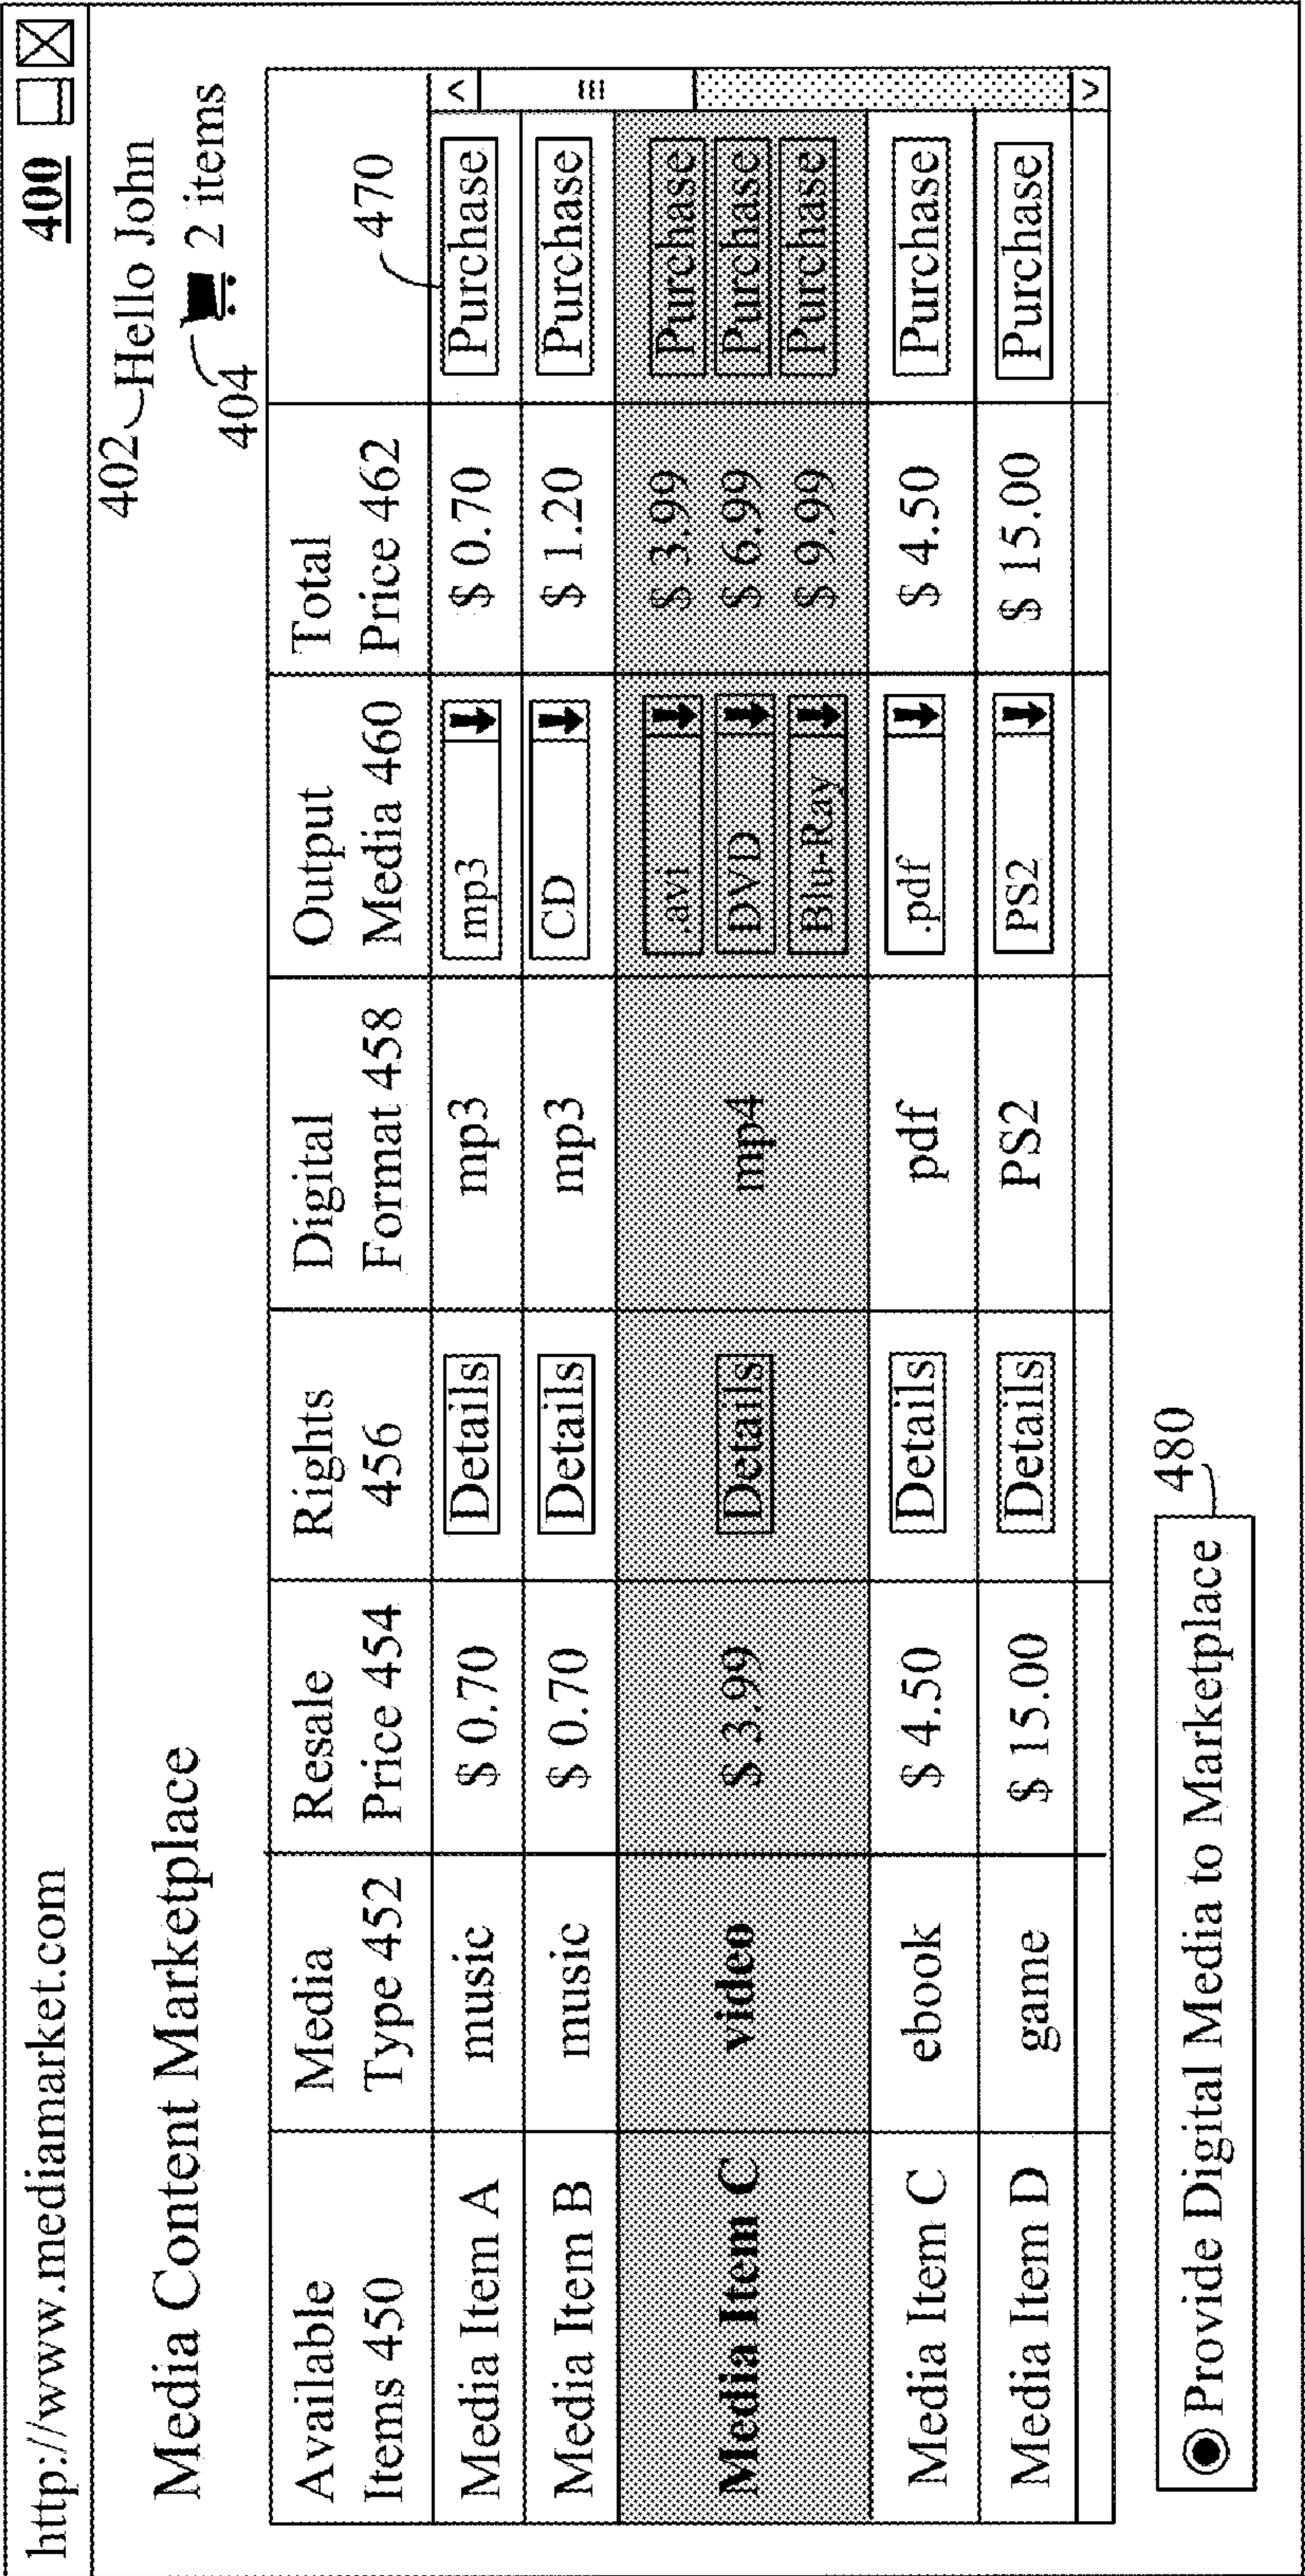 http://www.mediamarket.com 400
402 Hello John
Media Content Marketplace
404 2 items
Available Items 450 Media Type 452 Resale Price 454 Rights 456 Digital Format 458 Output Media 460 Total Price 462
470
Media Item A music $ 0.70 Details mp3 mp3 $ 0.70 Purchase
Media Item B music $ 0.70 Details mp3 CD $ 1.20 Purchase
.avi $ 3.99 Purchase
Media Item C video $ 3.99 Details mp4 DVD $ 6.99 Purchase
Blu-Ray $ 9.99 Purchase
Media Item C ebook $ 4.50 Details pdf .pdf $ 4.50 Purchase
Media Item D game $ 15.00 Details PS2 PS2 $ 15.00 Purchase
Provide Digital Media to Marketplace 480